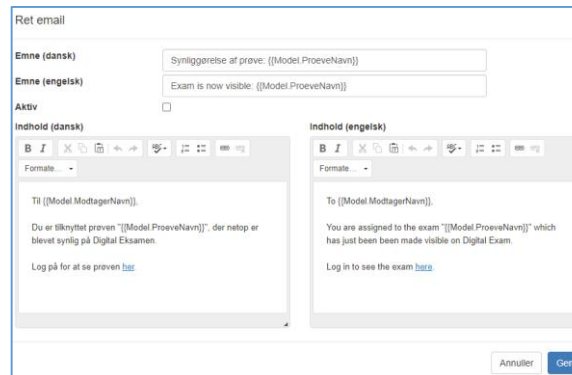 Ret email
Emne (dansk)
Synliggørelse af prøve: {{Model.ProeveNavn}}
Emne (engelsk)
Exam is now visible: {{Model.ProeveNavn}}
Aktiv
Indhold (dansk)
Formate...
Til {{Model.ModtagerNavn}},
Du er tilknyttet prøven "{{Model.ProeveNavn}}", der netop er
blevet synlig på Digital Eksamen.
Log på for at se prøven her.
Indhold (engelsk)
Formate...
To {{Model.ModtagerNavn}},
You are assigned to the exam "{{Model.ProeveNavn}}" which
has just been been made visible on Digital Exam.
Log in to see the exam here.
Annuller